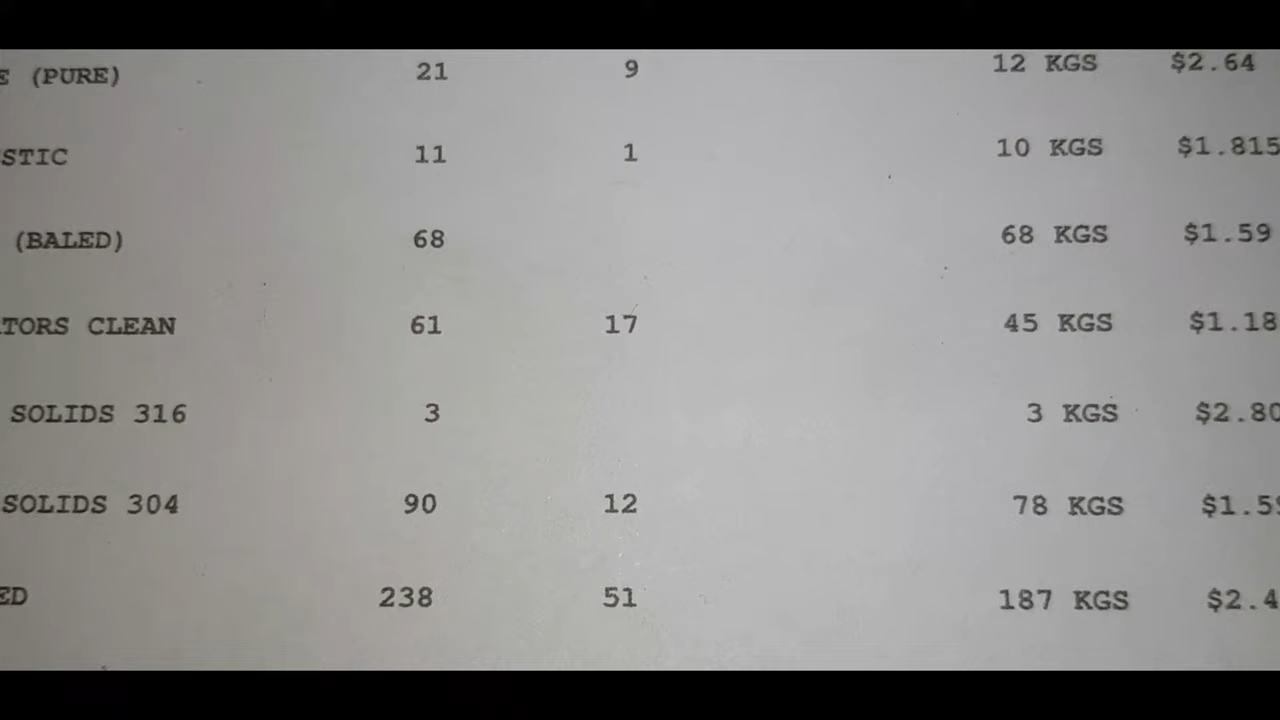 E (PURE) 21 9 12 KGS $2.64
STIC 11 1 10 KGS $1.815
(BALED) 68 68 KGS $1.59
TORS CLEAN 61 17 45 KGS $1.18
SOLIDS 316 3 3 KGS $2.80
SOLIDS 304 90 12 78 KGS $1.59
ED 238 51 187 KGS $2.4